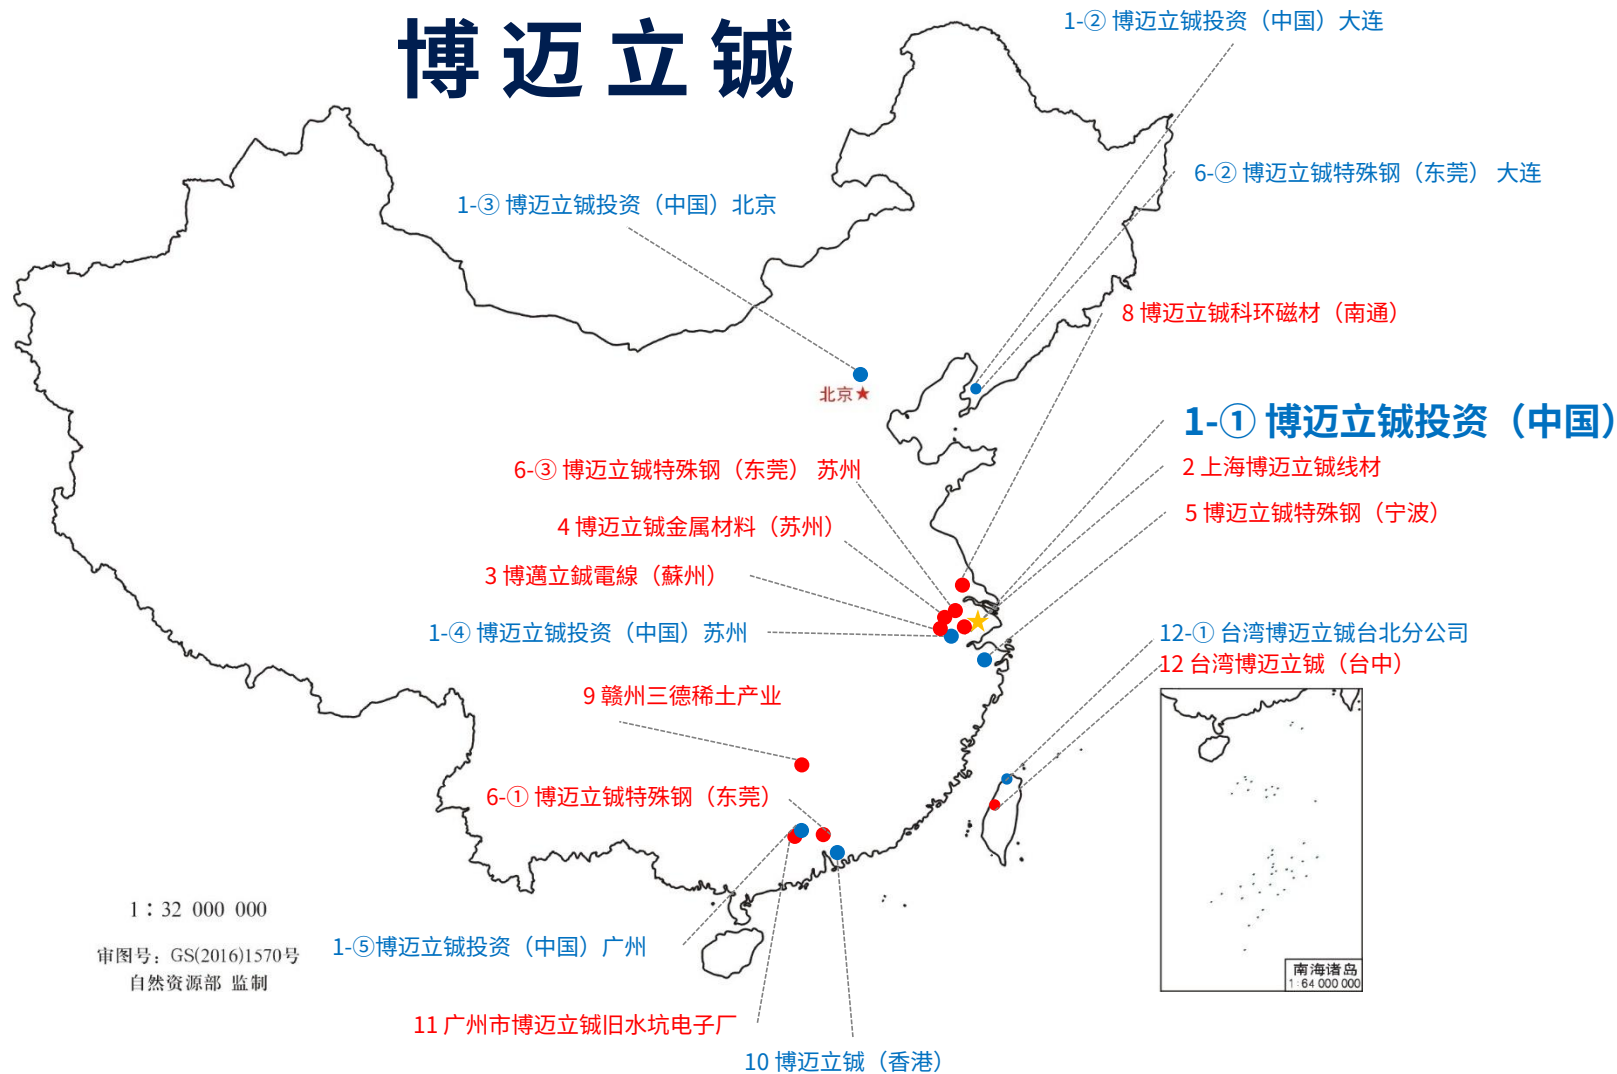 博迈立铖
1-② 博迈立铖投资（中国）大连
6-② 博迈立铖特殊钢（东莞） 大连
1-③ 博迈立铖投资（中国）北京
8 博迈立铖科环磁材（南通）
北京★
1-① 博迈立铖投资（中国）
6-③ 博迈立铖特殊钢（东莞） 苏州
2 上海博迈立铖线材
4 博迈立铖金属材料（苏州）
5 博迈立铖特殊钢（宁波）
3 博邁立鋮電線（蘇州）
1-④ 博迈立铖投资（中国）苏州
12-① 台湾博迈立铖台北分公司
12 台湾博迈立铖（台中）
9 赣州三德稀土产业
6-① 博迈立铖特殊钢（东莞）
1：32 000 000
审图号：GS(2016)1570号
自然资源部 监制
1-⑤博迈立铖投资（中国）广州
南海诸岛
1:64 000 000
11 广州市博迈立铖旧水坑电子厂
10 博迈立铖（香港）